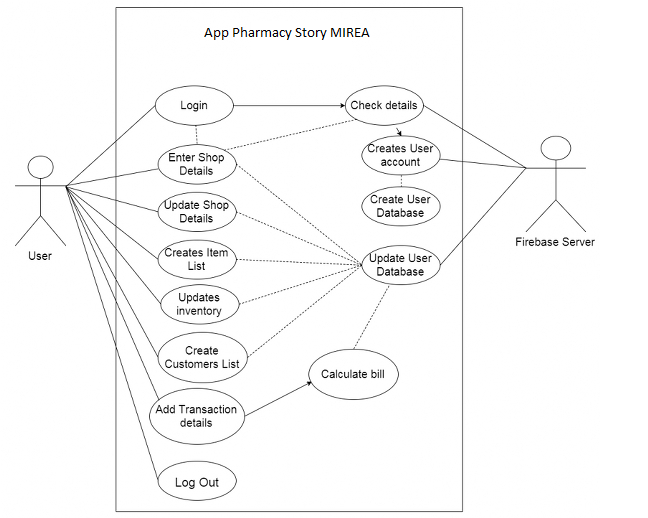 App Pharmacy Story MIREA
Login
Check details
Enter Shop
Details
Creates User
account
Update Shop
Details
Create User
Database
User
Firebase Server
Creates Item
List
Update User
Database
Updates
inventory
Create
Customers List
Calculate bill
Add Transaction
details
Log Out